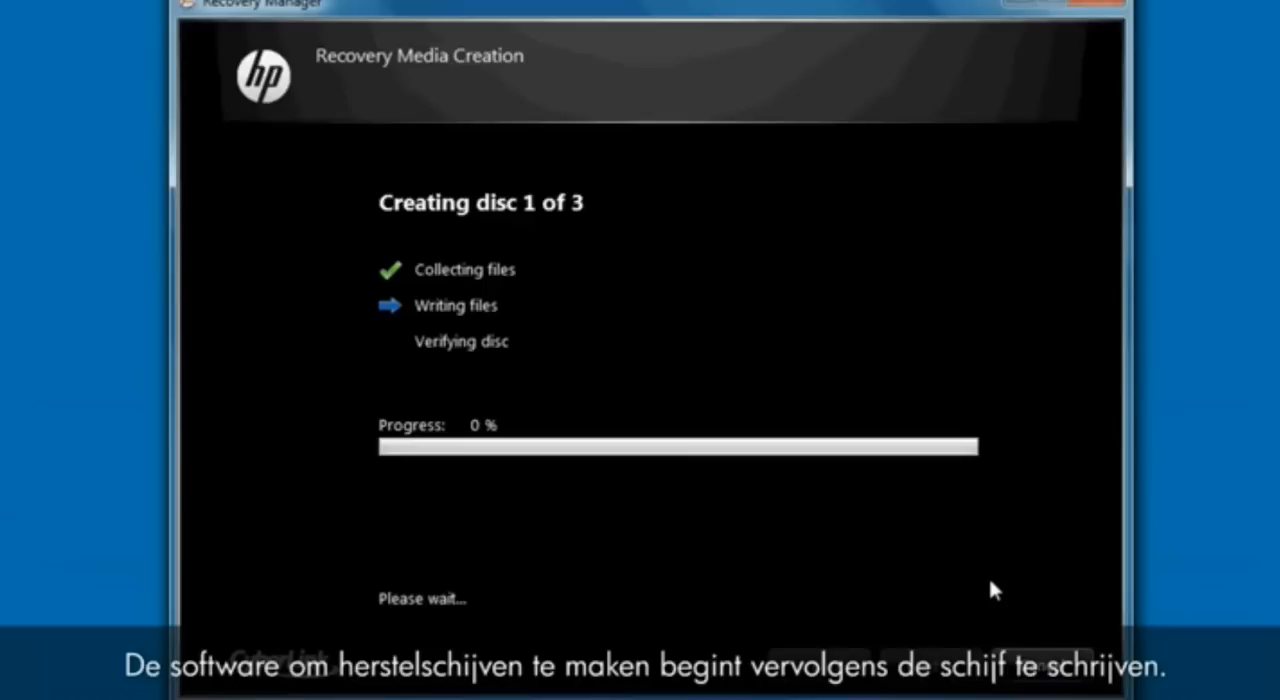 Recovery Manager
hp
Recovery Media Creation
Creating disc 1 of 3
Collecting files
Writing files
Verifying disc
Progress: 0 %
Please wait...
CyberLink
De software om herstelschijven te maken begint vervolgens de schijf te schrijven.